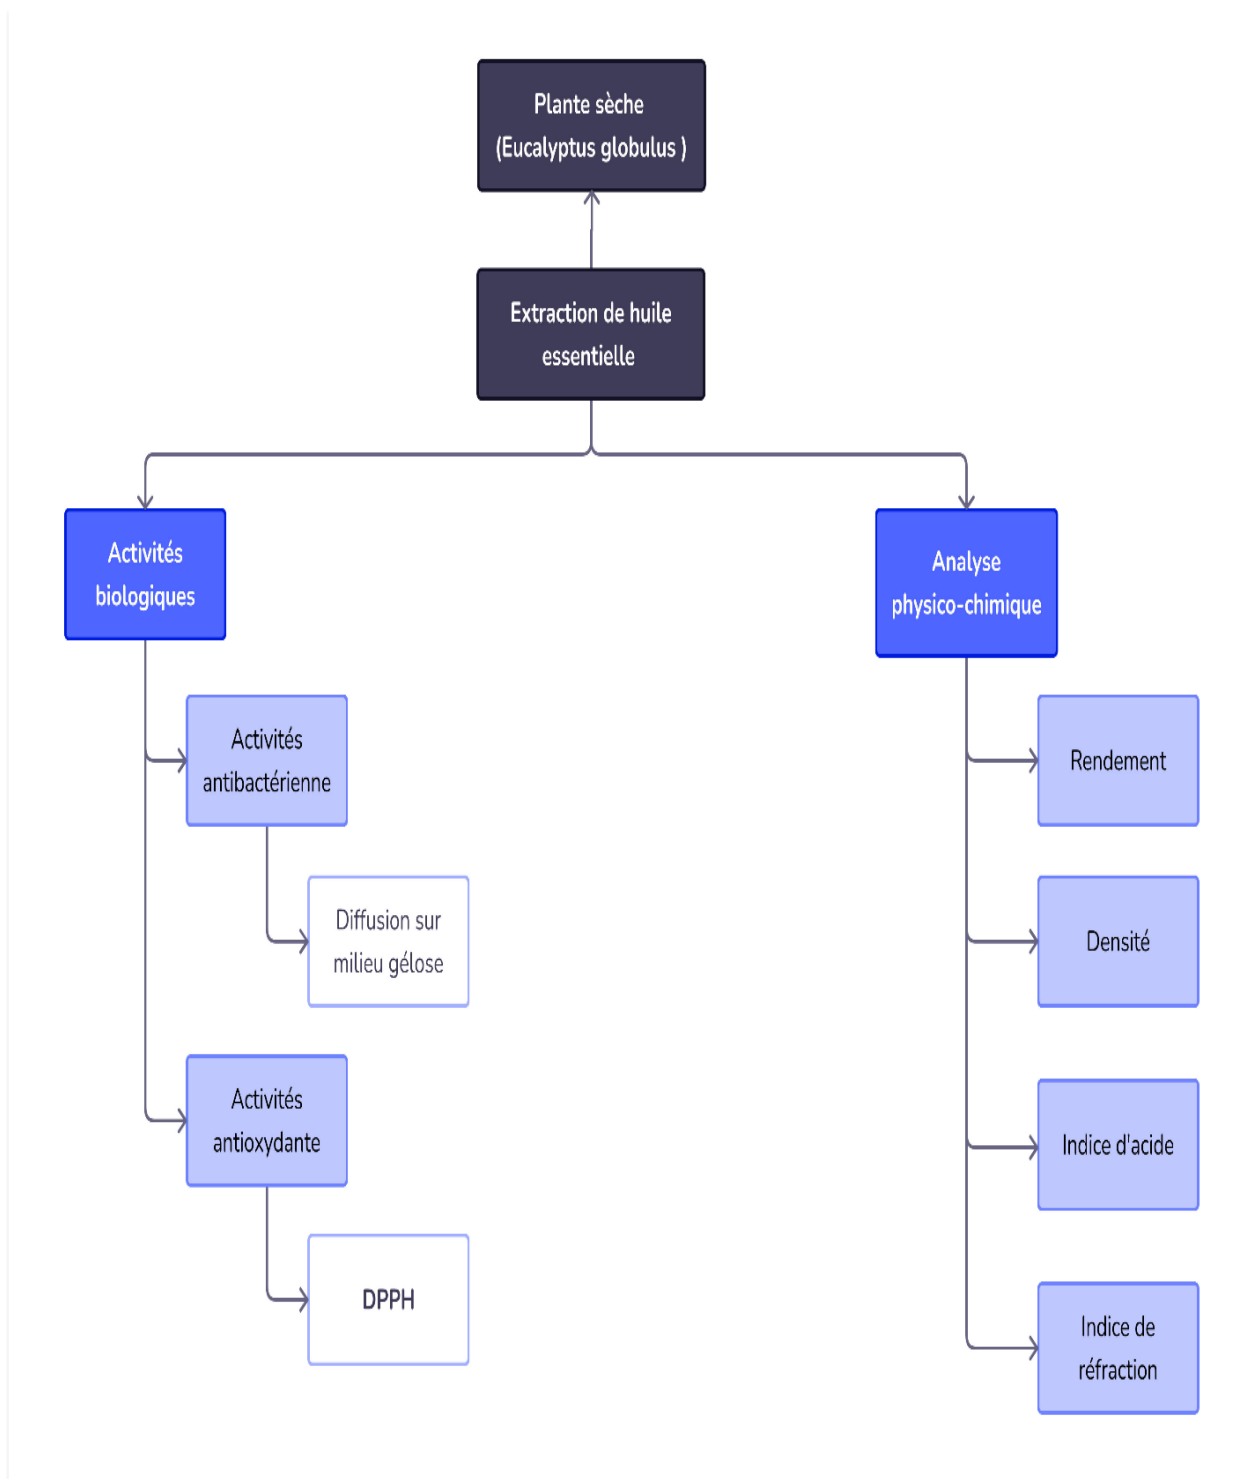 Plante sèche
(Eucalyptus globulus )
Extraction de huile
essentielle
Activités
biologiques
Analyse
physico-chimique
Activités
antibactérienne
Rendement
Diffusion sur
milieu gélose
Densité
Activités
antioxydante
Indice d'acide
DPPH
Indice de
réfraction